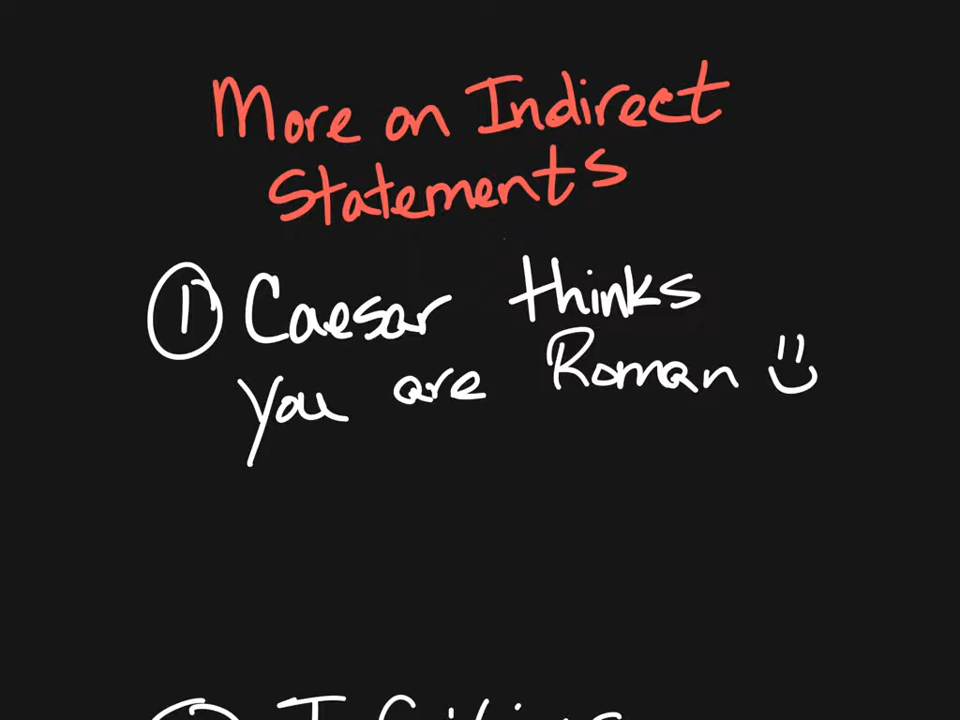 More on Indirect
Statements
① Caesar thinks
You are Roman